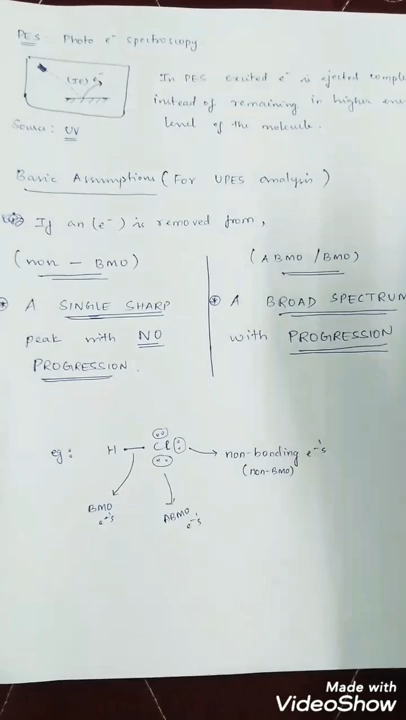 PES: Photo e⁻ spectroscopy
(Ie) e⁻
In PES excited e⁻ is ejected comple
instead of remaining in higher ene
level of the molecule.
Source: UV
Basic Assumptions (For UPES analysis)
If an (e⁻) is removed from,
(non - BMO)
A SINGLE SHARP
peak with NO
PROGRESSION.
(ABMO / BMO)
A BROAD SPECTRUM
with PROGRESSION
eg: H — Cl → non-bonding e⁻'s
(non-BMO)
BMO
e⁻'s
ABMO
e⁻'s
Made with
VideoShow